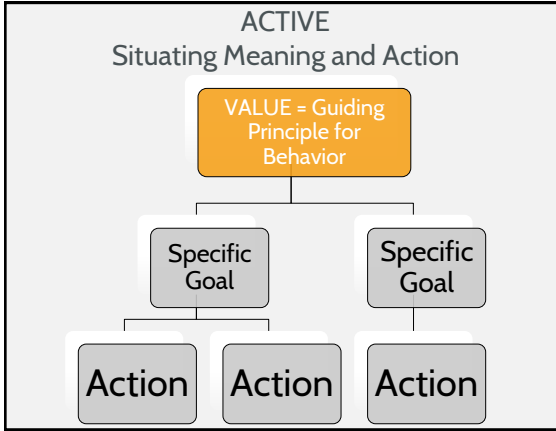 ACTIVE
Situating Meaning and Action
VALUE = Guiding
Principle for
Behavior
Specific
Goal
Specific
Goal
Action
Action
Action